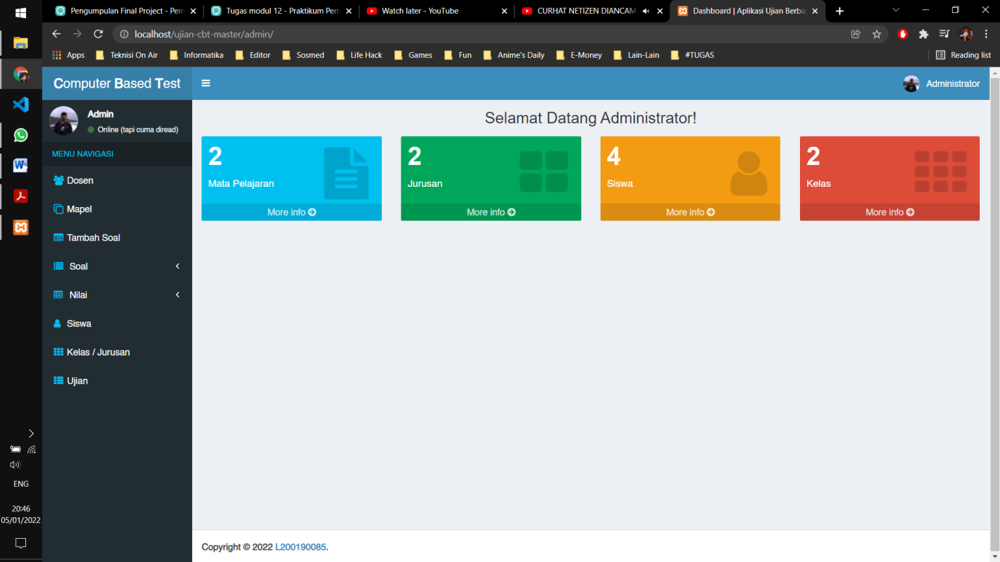 Pengumpulan Final Project - Pem
Tugas modul 12 - Praktikum Pem
Watch later - YouTube
CURHAT NETIZEN DIANCAM
Dashboard | Aplikasi Ujian Berba
localhost/ujian-cbt-master/admin/
Apps
Teknisi On Air
Informatika
Editor
Sosmed
Life Hack
Games
Fun
Anime's Daily
E-Money
Lain-Lain
#TUGAS
Reading list
Computer Based Test
Administrator
Admin
Online (tapi cuma diread)
MENU NAVIGASI
Dosen
Mapel
Tambah Soal
Soal
Nilai
Siswa
Kelas / Jurusan
Ujian
Selamat Datang Administrator!
2
Mata Pelajaran
More info
2
Jurusan
More info
4
Siswa
More info
2
Kelas
More info
Copyright © 2022 L200190085.
ENG
20:46
05/01/2022